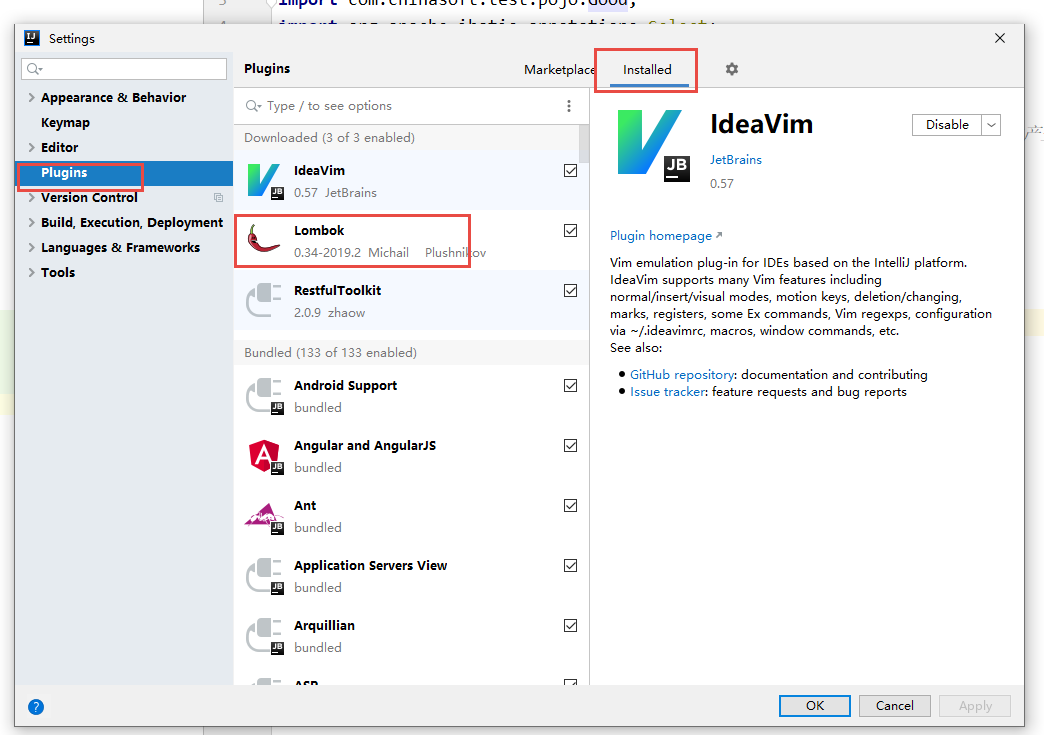 import com.chinasoft.test.pojo.Good;
import org.apache.ibatis.annotations.Select;
Settings
Plugins
Marketplace
Installed
Appearance & Behavior
Keymap
Editor
Plugins
Version Control
Build, Execution, Deployment
Languages & Frameworks
Tools
Type / to see options
Downloaded (3 of 3 enabled)
IdeaVim
0.57 JetBrains
Lombok
0.34-2019.2 Michail Plushnikov
RestfulToolkit
2.0.9 zhaow
Bundled (133 of 133 enabled)
Android Support
bundled
Angular and AngularJS
bundled
Ant
bundled
Application Servers View
bundled
Arquillian
bundled
IdeaVim
Disable
JetBrains
0.57
Plugin homepage
Vim emulation plug-in for IDEs based on the IntelliJ platform.
IdeaVim supports many Vim features including
normal/insert/visual modes, motion keys, deletion/changing,
marks, registers, some Ex commands, Vim regexps, configuration
via ~/.ideavimrc, macros, window commands, etc.
See also:
GitHub repository: documentation and contributing
Issue tracker: feature requests and bug reports
?
OK
Cancel
Apply